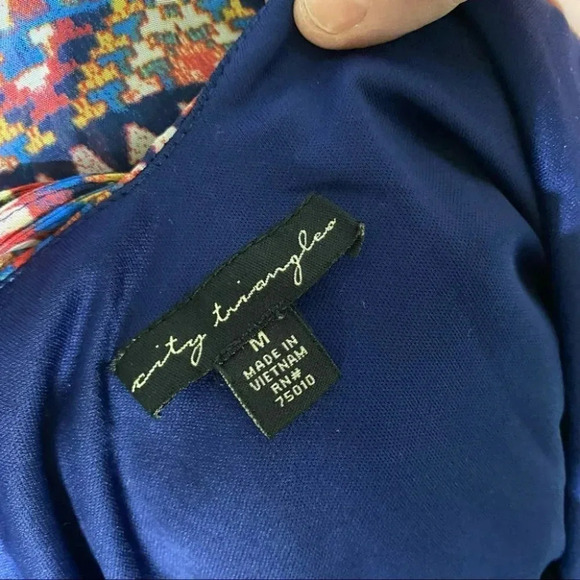 city triangles
M
MADE IN
VIETNAM
RN#
75010